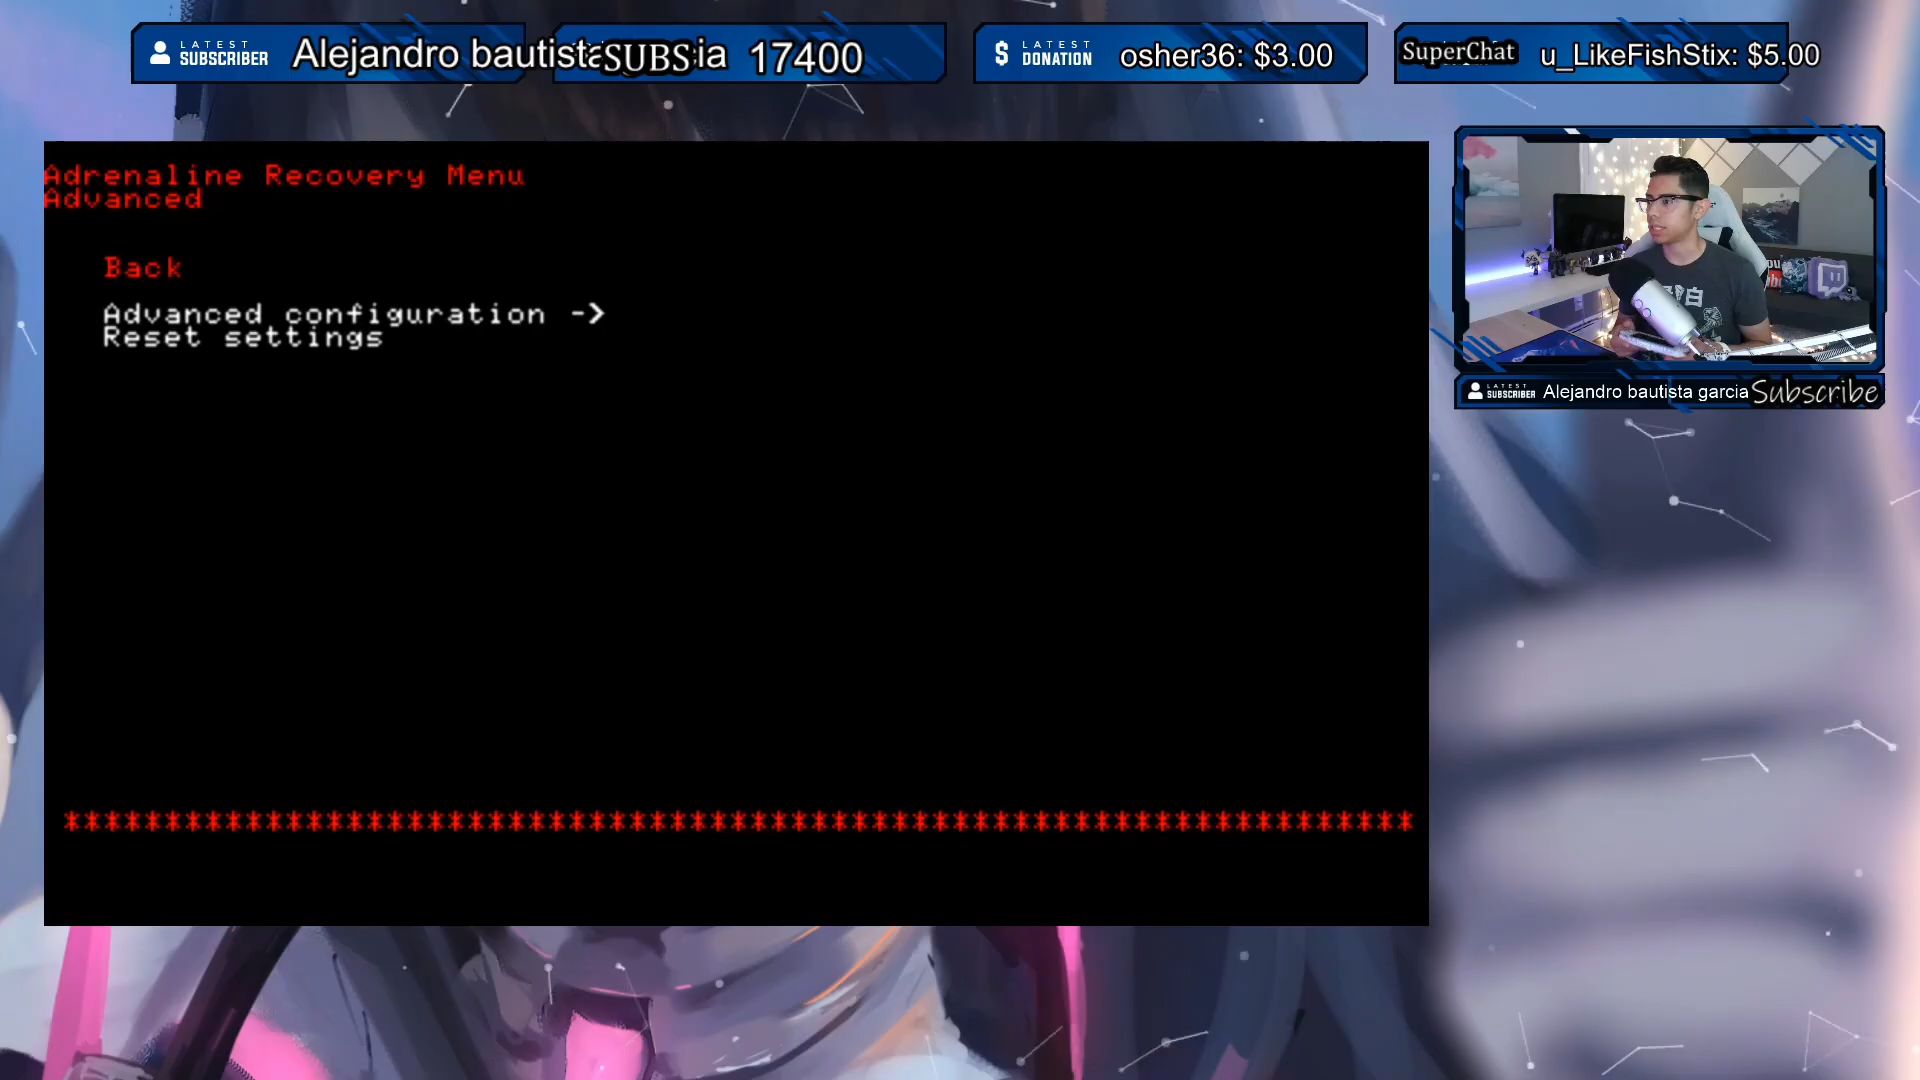 LATEST SUBSCRIBER Alejandro bautista SUBS ia 17400
LATEST DONATION osher36: $3.00
SuperChat u_LikeFishStix: $5.00
Adrenaline Recovery Menu
Advanced
Back
Advanced configuration ->
Reset settings
************************************************************
LATEST SUBSCRIBER Alejandro bautista garcia Subscribe